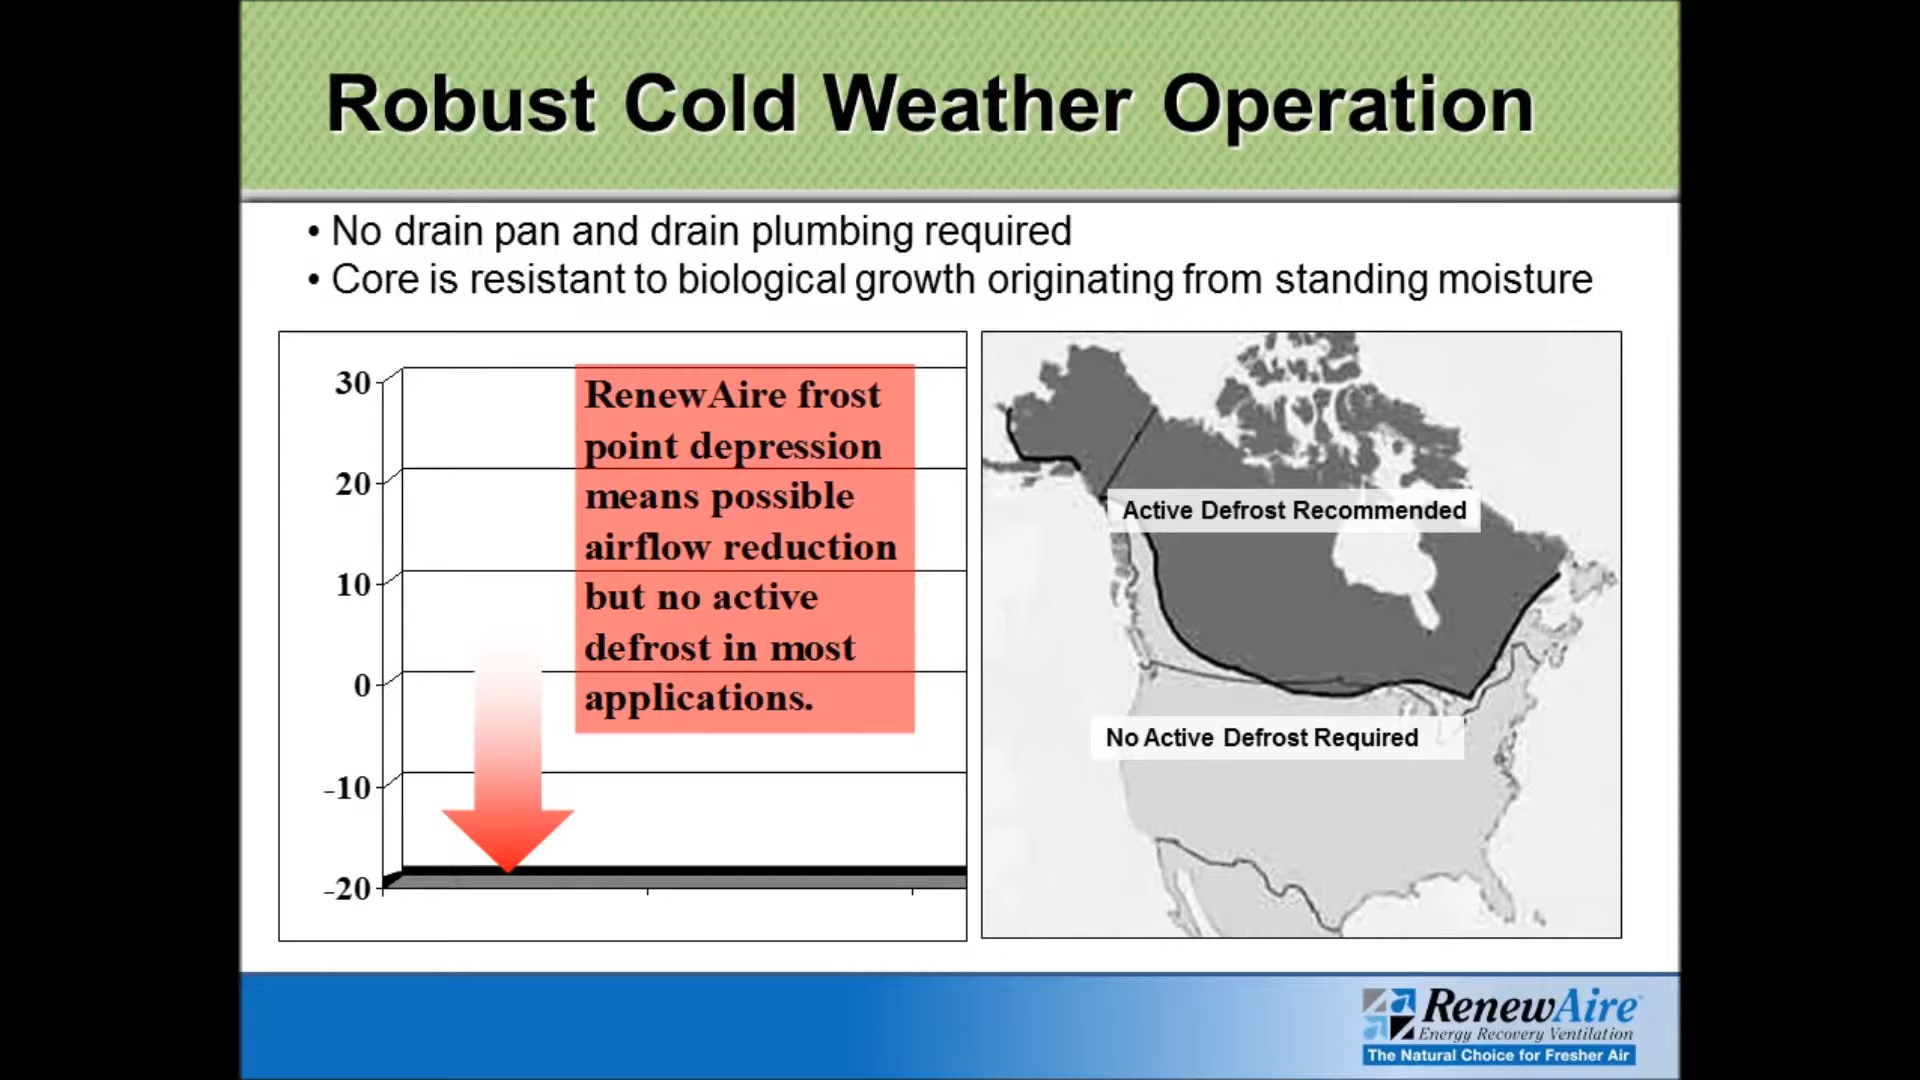 Robust Cold Weather Operation
• No drain pan and drain plumbing required
• Core is resistant to biological growth originating from standing moisture
30
20
10
0
-10
-20
RenewAire frost
point depression
means possible
airflow reduction
but no active
defrost in most
applications.
Active Defrost Recommended
No Active Defrost Required
RenewAire
Energy Recovery Ventilation
The Natural Choice for Fresher Air